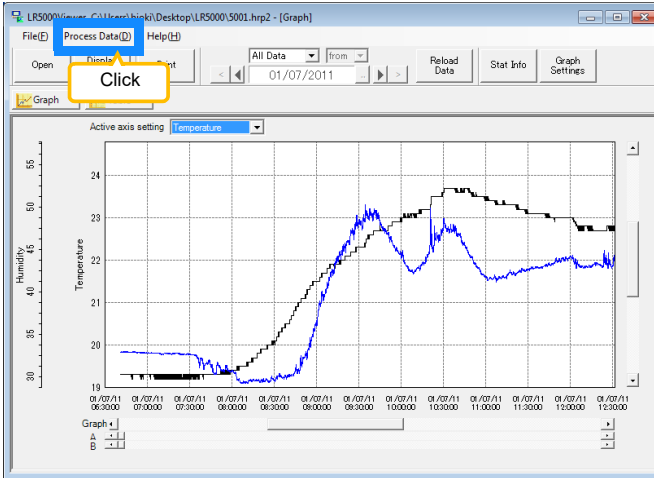 LR5000Viewer C:\Users\hioki\Desktop\LR5000\5001.hrp2 - [Graph]
File(F) Process Data(D) Help(H)
Open Display Print All Data from Reload Data Stat Info Graph Settings
< 01/07/2011 ... >
Click
Graph
Active axis setting Temperature
Humidity
55
50
45
40
35
30
Temperature
24
23
22
21
20
19
01/07/11 01/07/11 01/07/11 01/07/11 01/07/11 01/07/11 01/07/11 01/07/11 01/07/11 01/07/11 01/07/11 01/07/11 01/07/11
06:30:00 07:00:00 07:30:00 08:00:00 08:30:00 09:00:00 09:30:00 10:00:00 10:30:00 11:00:00 11:30:00 12:00:00 12:30:00
Graph
A
B